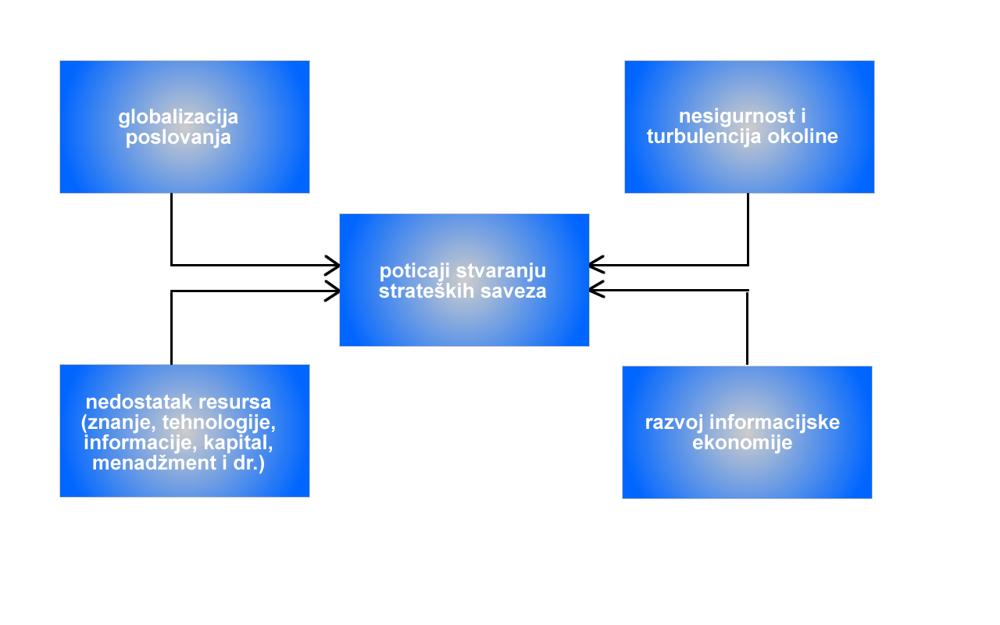 globalizacija
poslovanja
nesigurnost i
turbulencija okoline
poticaji stvaranju
strateških saveza
nedostatak resursa
(znanje, tehnologije,
informacije, kapital,
menadžment i dr.)
razvoj informacijske
ekonomije